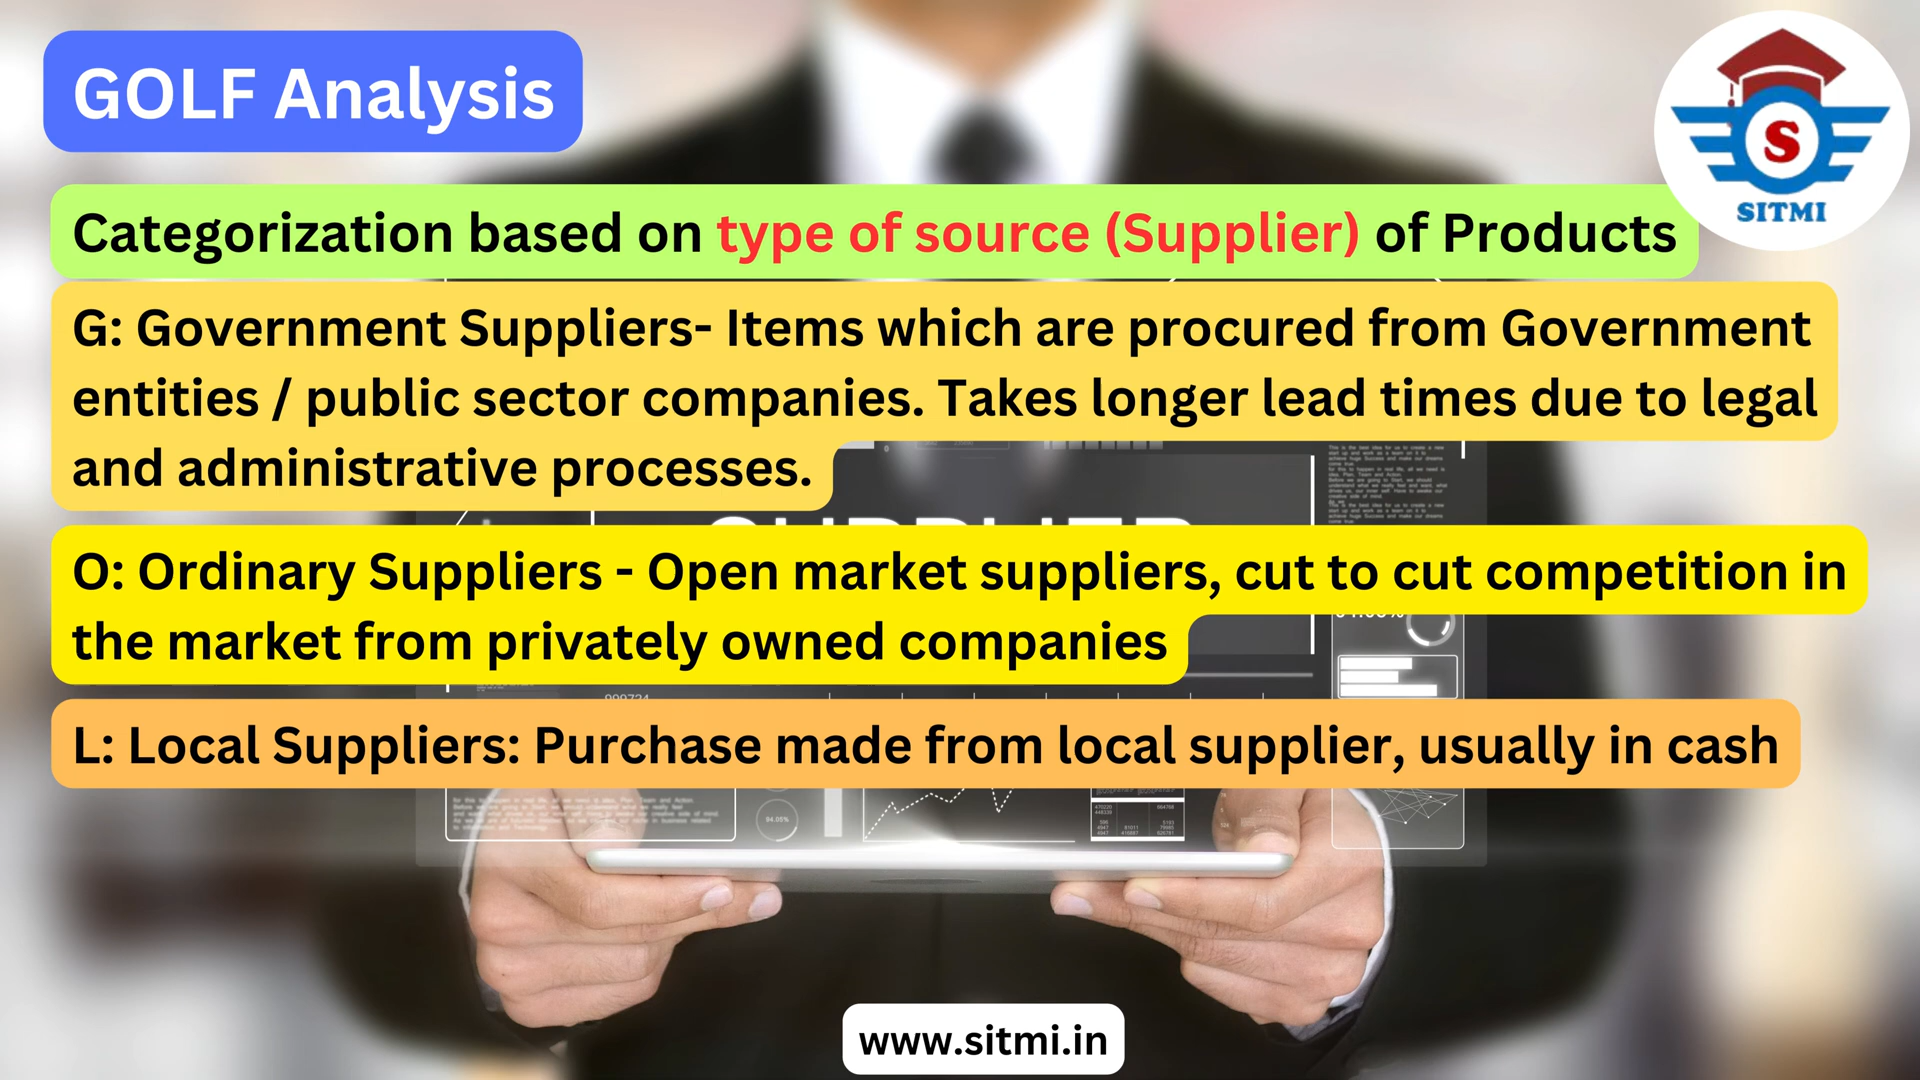 GOLF Analysis
S
SITMI
Categorization based on type of source (Supplier) of Products
G: Government Suppliers- Items which are procured from Government
entities / public sector companies. Takes longer lead times due to legal
and administrative processes.
O: Ordinary Suppliers - Open market suppliers, cut to cut competition in
the market from privately owned companies
L: Local Suppliers: Purchase made from local supplier, usually in cash
94.05%
www.sitmi.in